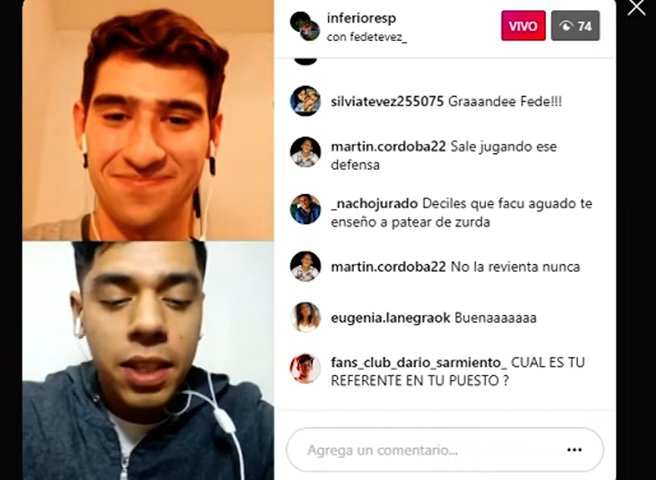 inferioresp
con fedetevez_
VIVO
74
silviatevez255075 Graaandee Fede!!!
martin.cordoba22 Sale jugando ese
defensa
_nachojurado Deciles que facu aguado te
enseño a patear de zurda
martin.cordoba22 No la revienta nunca
eugenia.lanegraok Buenaaaaaaa
fans_club_dario_sarmiento_ CUAL ES TU
REFERENTE EN TU PUESTO ?
Agrega un comentario...